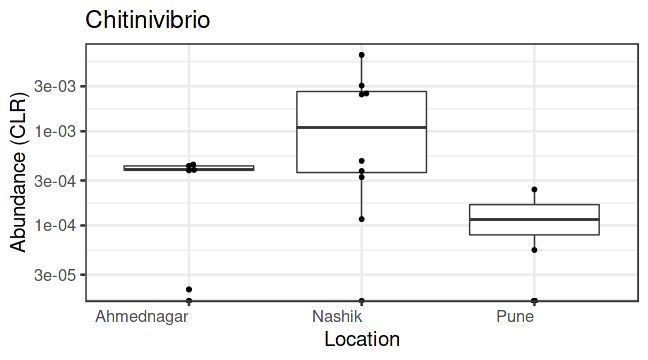 Chitinivibrio
Abundance (CLR)
3e-03
1e-03
3e-04
1e-04
3e-05
Ahmednagar
Nashik
Pune
Location